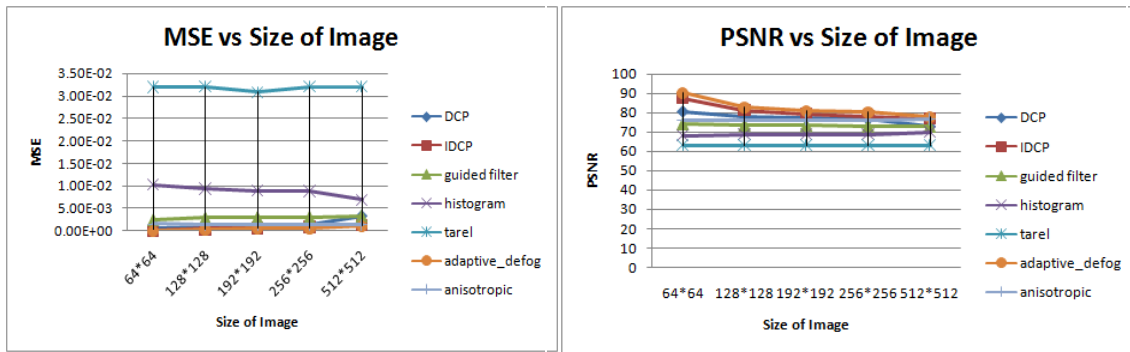 MSE vs Size of Image
3.50E-02
3.00E-02
2.50E-02
2.00E-02
1.50E-02
1.00E-02
5.00E-03
0.00E+00
MSE
64*64
128*128
192*192
256*256
512*512
Size of Image
DCP
IDCP
guided filter
histogram
tarel
adaptive_defog
anisotropic
PSNR vs Size of Image
100
90
80
70
60
50
40
30
20
10
0
PSNR
64*64 128*128 192*192 256*256 512*512
Size of Image
DCP
IDCP
guided filter
histogram
tarel
adaptive_defog
anisotropic